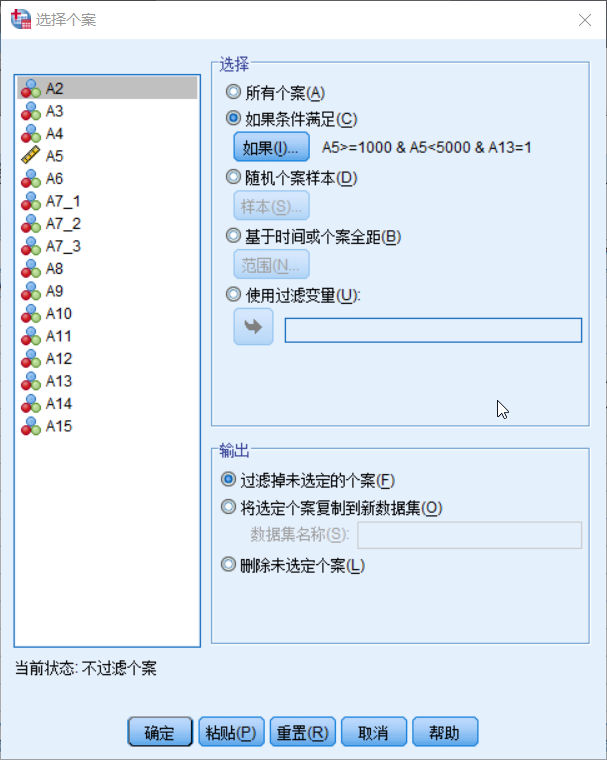 选择个案
A2
A3
A4
A5
A6
A7_1
A7_2
A7_3
A8
A9
A10
A11
A12
A13
A14
A15
当前状态: 不过滤个案
选择
所有个案(A)
如果条件满足(C)
如果(I)... A5>=1000 & A5<5000 & A13=1
随机个案样本(D)
样本(S)...
基于时间或个案全距(B)
范围(N...
使用过滤变量(U):
输出
过滤掉未选定的个案(F)
将选定个案复制到新数据集(O)
数据集名称(S):
删除未选定个案(L)
确定 粘贴(P) 重置(R) 取消 帮助